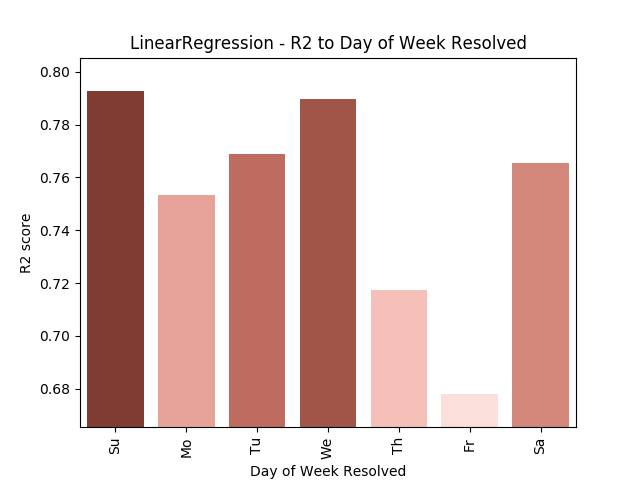 LinearRegression - R2 to Day of Week Resolved
0.80
0.78
0.76
0.74
0.72
0.70
0.68
R2 score
Su
Mo
Tu
We
Th
Fr
Sa
Day of Week Resolved